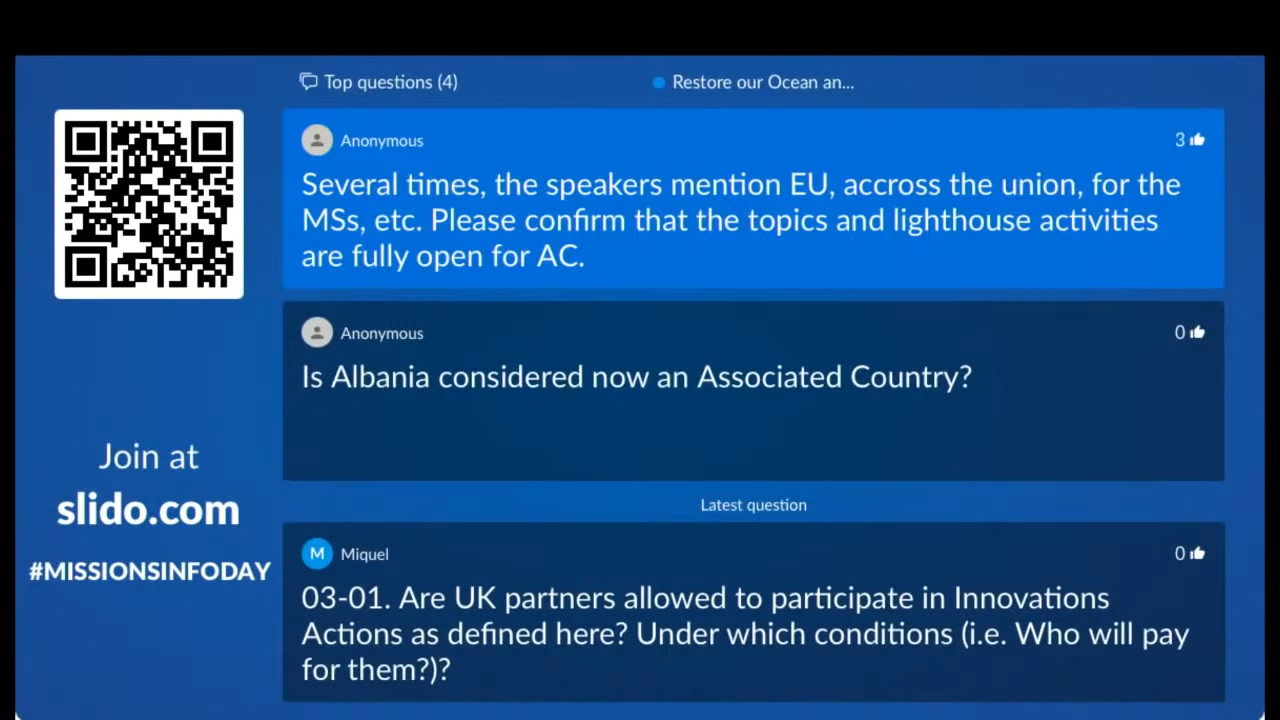 Top questions (4)
Restore our Ocean an...
Anonymous
3
Several times, the speakers mention EU, accross the union, for the
MSs, etc. Please confirm that the topics and lighthouse activities
are fully open for AC.
Anonymous
0
Is Albania considered now an Associated Country?
Join at
slido.com
#MISSIONSINFODAY
Latest question
M
Miquel
0
03-01. Are UK partners allowed to participate in Innovations
Actions as defined here? Under which conditions (i.e. Who will pay
for them?)?